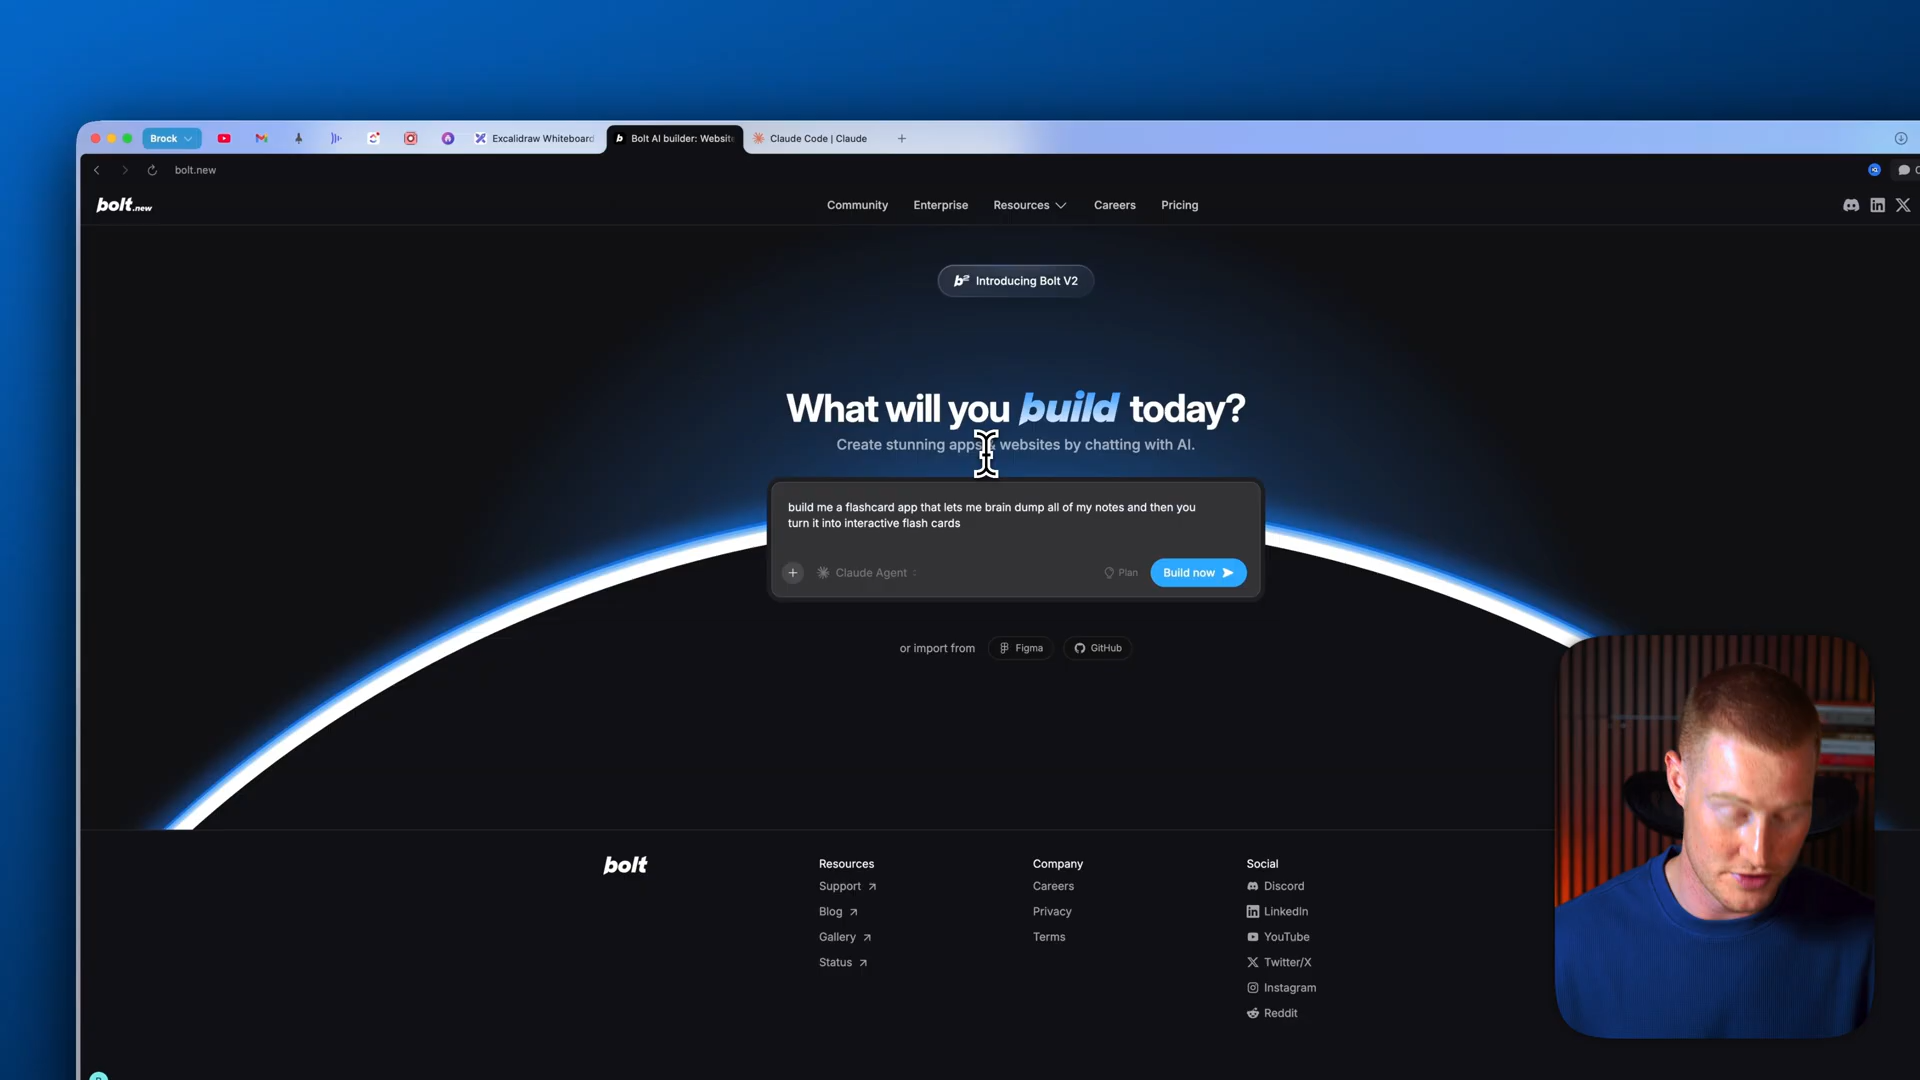 Brock
Excalidraw Whiteboard
b Bolt AI builder: Website
Claude Code | Claude
bolt.new
bolt.new
Community
Enterprise
Resources
Careers
Pricing
b² Introducing Bolt V2
What will you build today?
Create stunning apps & websites by chatting with AI.
build me a flashcard app that lets me brain dump all of my notes and then you
turn it into interactive flash cards
Claude Agent
Plan
Build now
or import from
Figma
GitHub
bolt
Resources
Support
Blog
Gallery
Status
Company
Careers
Privacy
Terms
Social
Discord
LinkedIn
YouTube
Twitter/X
Instagram
Reddit